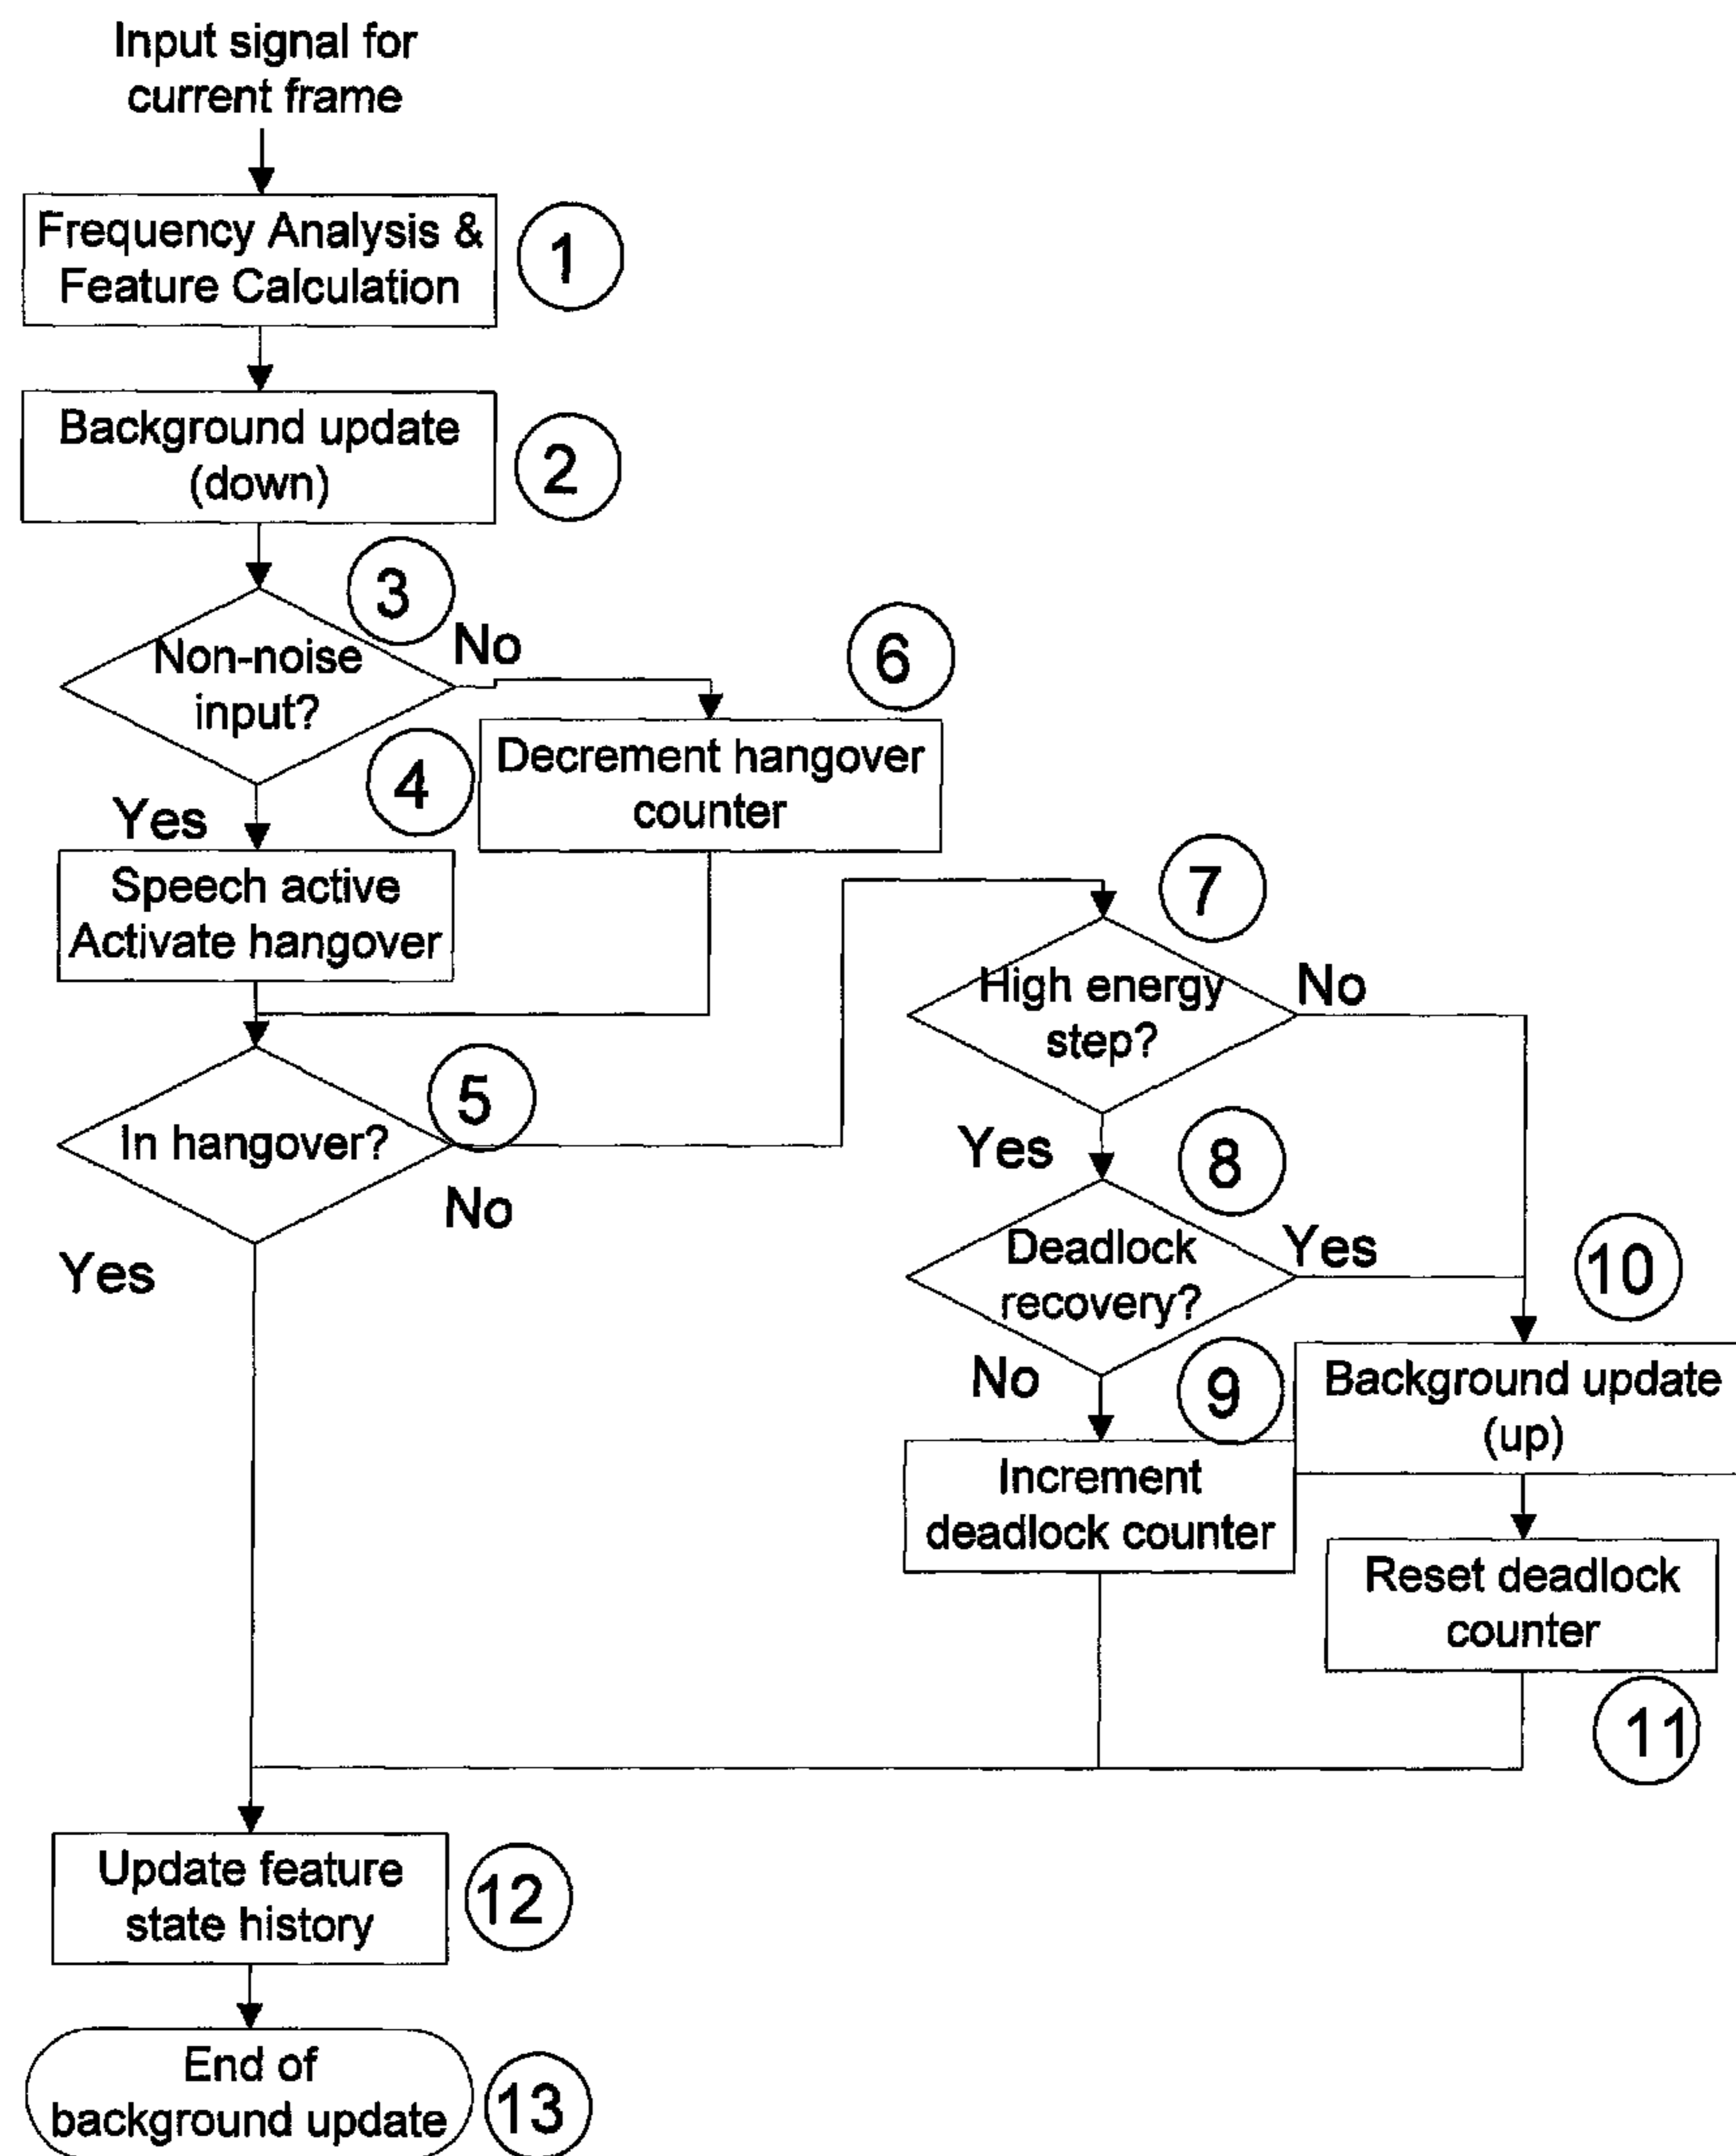 Input signal for
current frame
Frequency Analysis &
Feature Calculation
1
Background update
(down)
2
3
Non-noise
input?
No
6
4
Decrement hangover
counter
Yes
Speech active
Activate hangover
7
High energy
step?
No
5
In hangover?
No
Yes
Yes
8
Deadlock
recovery?
Yes
10
No
9
Background update
(up)
Increment
deadlock counter
Reset deadlock
counter
11
Update feature
state history
12
End of
background update
13